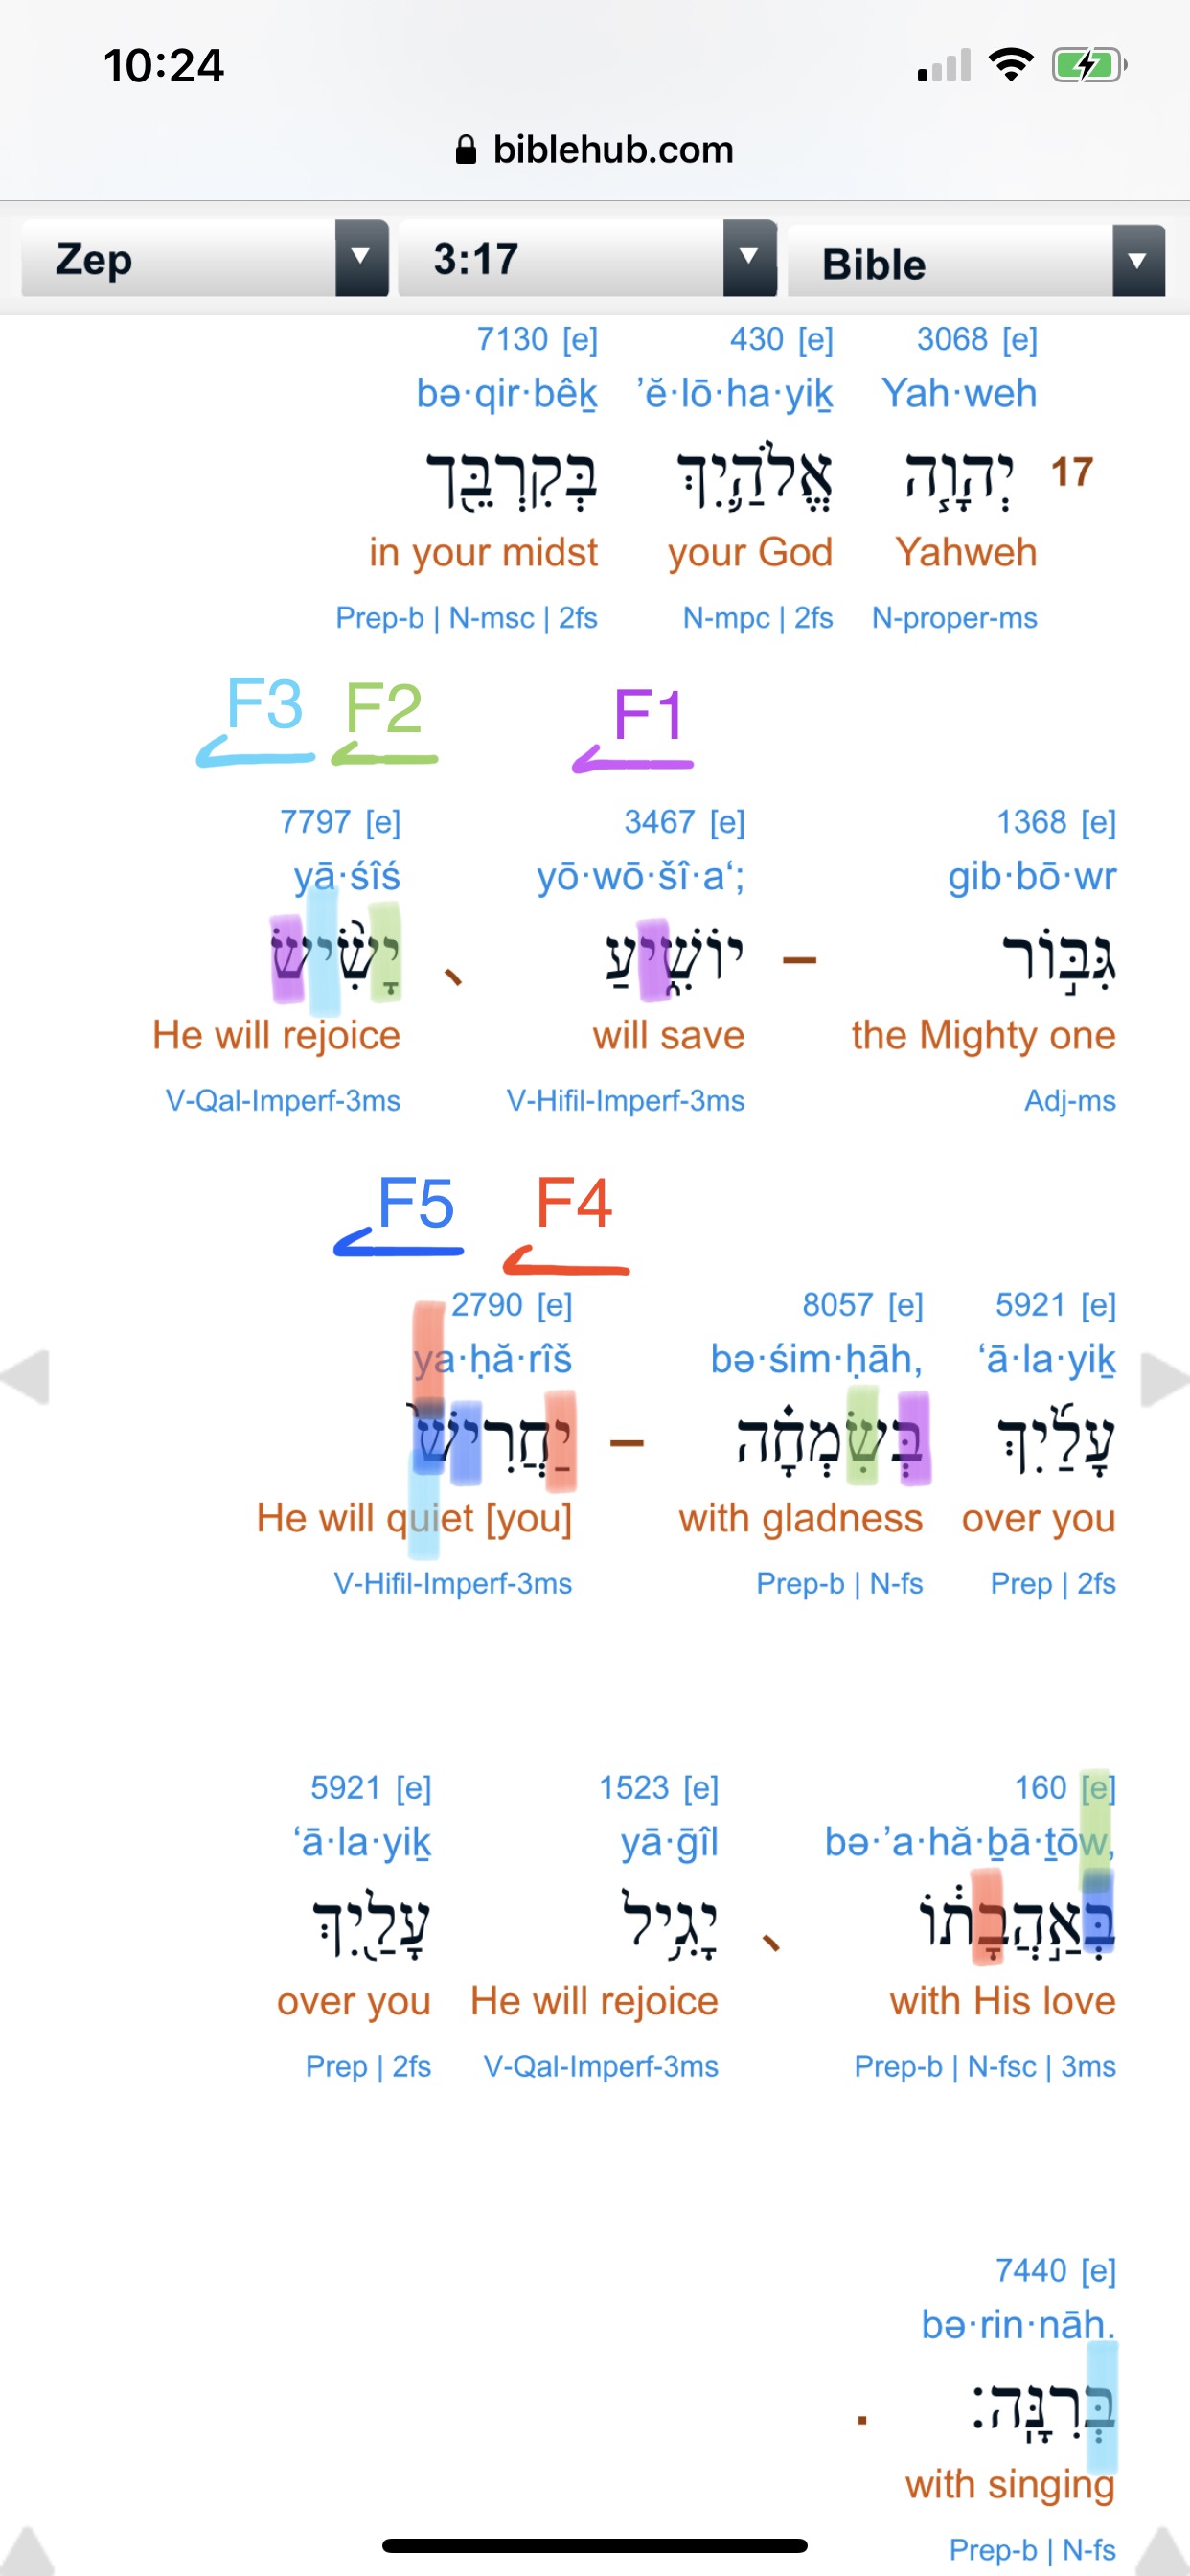 10:24
biblehub.com
Zep 3:17 Bible
7130 [e] 430 [e] 3068 [e]
bə·qir·bêḵ ’ĕ·lō·ha·yiḵ Yah·weh
17 יְהוָ֧ה אֱלֹהַ֛יִךְ בְּקִרְבֵּ֖ך
in your midst your God Yahweh
Prep-b | N-msc | 2fs N-mpc | 2fs N-proper-ms
F3 F2 F1
7797 [e] 3467 [e] 1368 [e]
yā·śîś yō·wō·šî·a‘; gib·bō·wr
גִּבּ֣וֹר – יוֹשִׁ֑יעַ 、 יָשִׂ֨ישׂ
He will rejoice will save the Mighty one
V-Qal-Imperf-3ms V-Hifil-Imperf-3ms Adj-ms
F5 F4
2790 [e] 8057 [e] 5921 [e]
ya·ḥă·rîš bə·śim·ḥāh, ‘ā·la·yiḵ
עָלַ֜יִךְ בְּשִׂמְחָ֗ה – יַחֲרִישׁ֙
He will quiet [you] with gladness over you
V-Hifil-Imperf-3ms Prep-b | N-fs Prep | 2fs
5921 [e] 1523 [e] 160 [e]
‘ā·la·yiḵ yā·ḡîl bə·’a·hă·ḇā·ṯōw,
בְּאַ֣הֲבָת֔וֹ 、 יָגִ֥יל עָלַ֖יִךְ
over you He will rejoice with His love
Prep | 2fs V-Qal-Imperf-3ms Prep-b | N-fsc | 3ms
7440 [e]
bə·rin·nāh.
בְּרִנָּֽה׃ .
with singing
Prep-b | N-fs